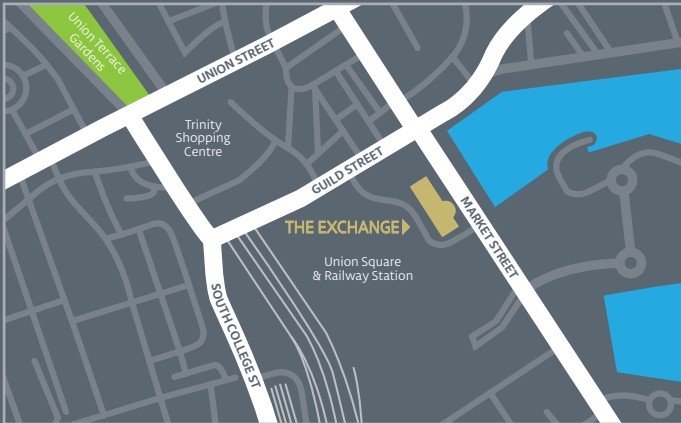 Union Terrace
Gardens
UNION STREET
Trinity
Shopping
Centre
GUILD STREET
THE EXCHANGE
MARKET STREET
Union Square
& Railway Station
SOUTH COLLEGE ST